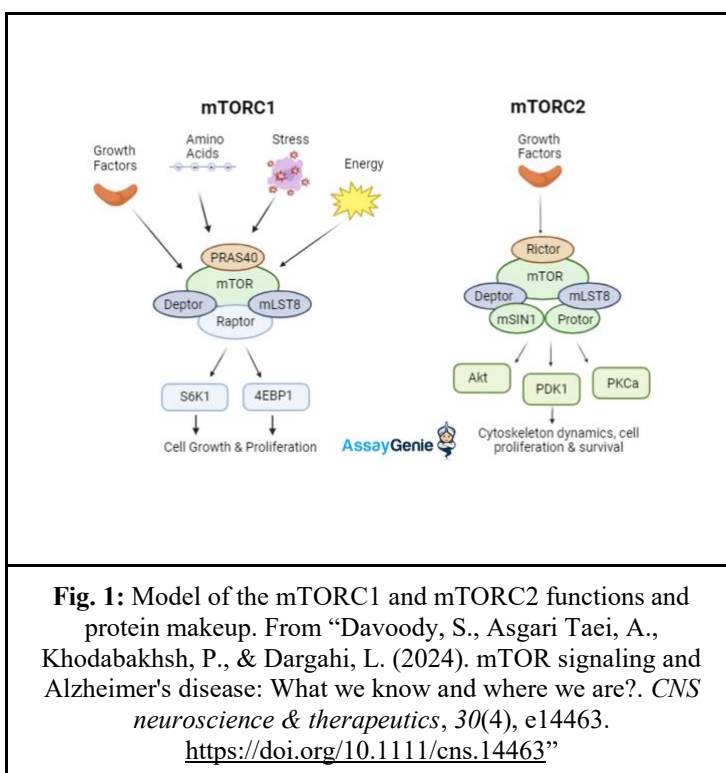 mTORC1
mTORC2
Growth
Factors
Amino
Acids
Stress
Energy
Growth
Factors
PRAS40
mTOR
Deptor
mLST8
Raptor
Rictor
mTOR
Deptor
mLST8
mSIN1
Protor
S6K1
4EBP1
Akt
PDK1
PKCa
Cell Growth & Proliferation
AssayGenie
Cytoskeleton dynamics, cell
proliferation & survival
Fig. 1: Model of the mTORC1 and mTORC2 functions and
protein makeup. From “Davoody, S., Asgari Taei, A.,
Khodabakhsh, P., & Dargahi, L. (2024). mTOR signaling and
Alzheimer's disease: What we know and where we are?. CNS
neuroscience & therapeutics, 30(4), e14463.
https://doi.org/10.1111/cns.14463”